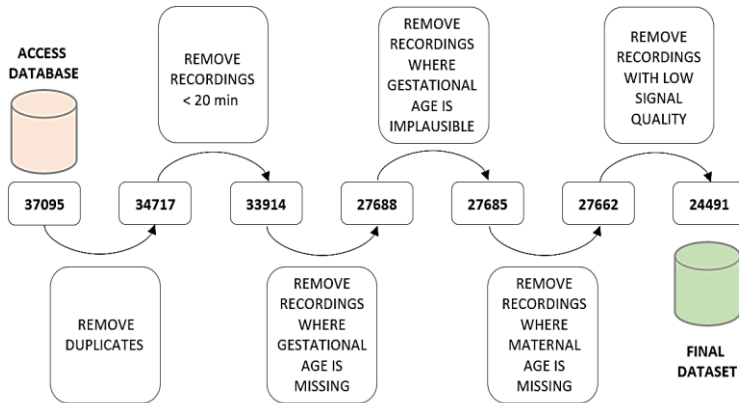 ACCESS
DATABASE
REMOVE
RECORDINGS
< 20 min
REMOVE
RECORDINGS
WHERE
GESTATIONAL
AGE IS
IMPLAUSIBLE
REMOVE
RECORDINGS
WITH LOW
SIGNAL
QUALITY
37095
34717
33914
27688
27685
27662
24491
REMOVE
DUPLICATES
REMOVE
RECORDINGS
WHERE
GESTATIONAL
AGE IS
MISSING
REMOVE
RECORDINGS
WHERE
MATERNAL
AGE IS
MISSING
FINAL
DATASET